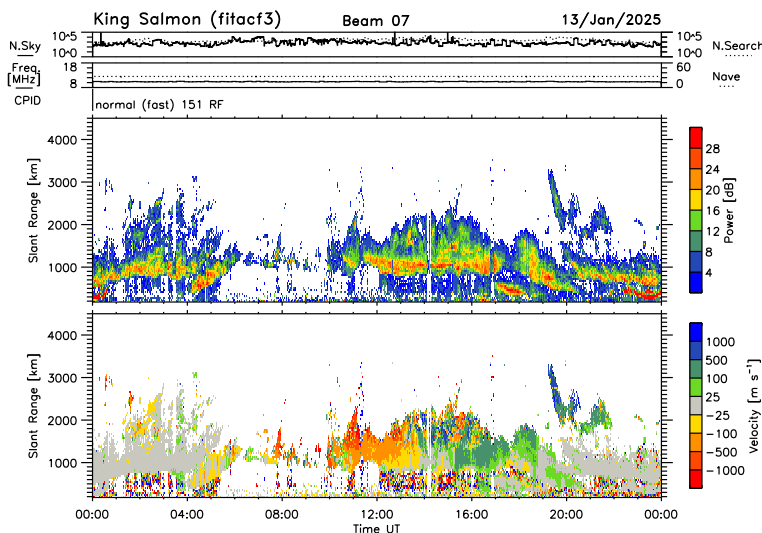 King Salmon (fitacf3) Beam 07 13/Jan/2025
N.Sky 10^5 10^0 10^5 10^0 N.Search
Freq. [MHz] 18 8 60 0 Nave
CPID normal (fast) 151 RF
Slant Range [km] 4000 3000 2000 1000
Power [dB] 28 24 20 16 12 8 4
Slant Range [km] 4000 3000 2000 1000
Velocity [m s⁻¹] 1000 500 100 25 −25 −100 −500 −1000
00:00 04:00 08:00 12:00 16:00 20:00 00:00
Time UT